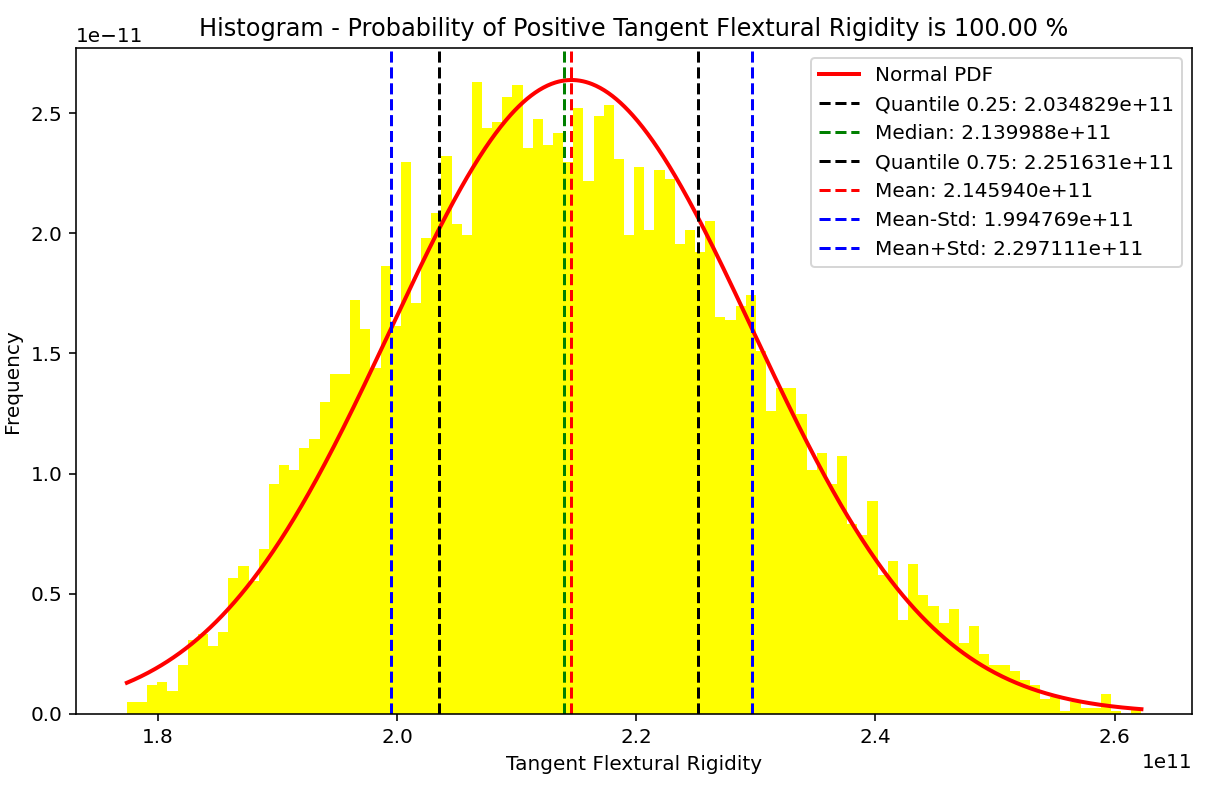 Histogram - Probability of Positive Tangent Flextural Rigidity is 100.00 %
1e−11
Normal PDF
Quantile 0.25: 2.034829e+11
Median: 2.139988e+11
Quantile 0.75: 2.251631e+11
Mean: 2.145940e+11
Mean-Std: 1.994769e+11
Mean+Std: 2.297111e+11
Frequency
2.5
2.0
1.5
1.0
0.5
0.0
1.8 2.0 2.2 2.4 2.6
1e11
Tangent Flextural Rigidity